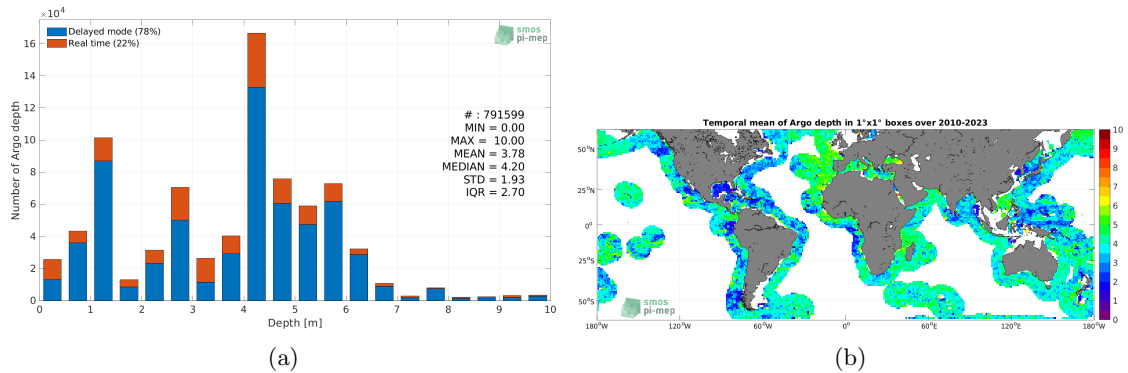 ×10⁴
Delayed mode (78%)
Real time (22%)
smos
pi-mep
16
14
12
10
8
6
4
2
0
Number of Argo depth
# : 791599
MIN = 0.00
MAX = 10.00
MEAN = 3.78
MEDIAN = 4.20
STD = 1.93
IQR = 2.70
0 1 2 3 4 5 6 7 8 9 10
Depth [m]
(a)
Temporal mean of Argo depth in 1°x1° boxes over 2010-2023
50°N
25°N
0°
25°S
50°S
smos
pi-mep
180°W 120°W 60°W 0° 60°E 120°E 180°W
10
9
8
7
6
5
4
3
2
1
0
(b)